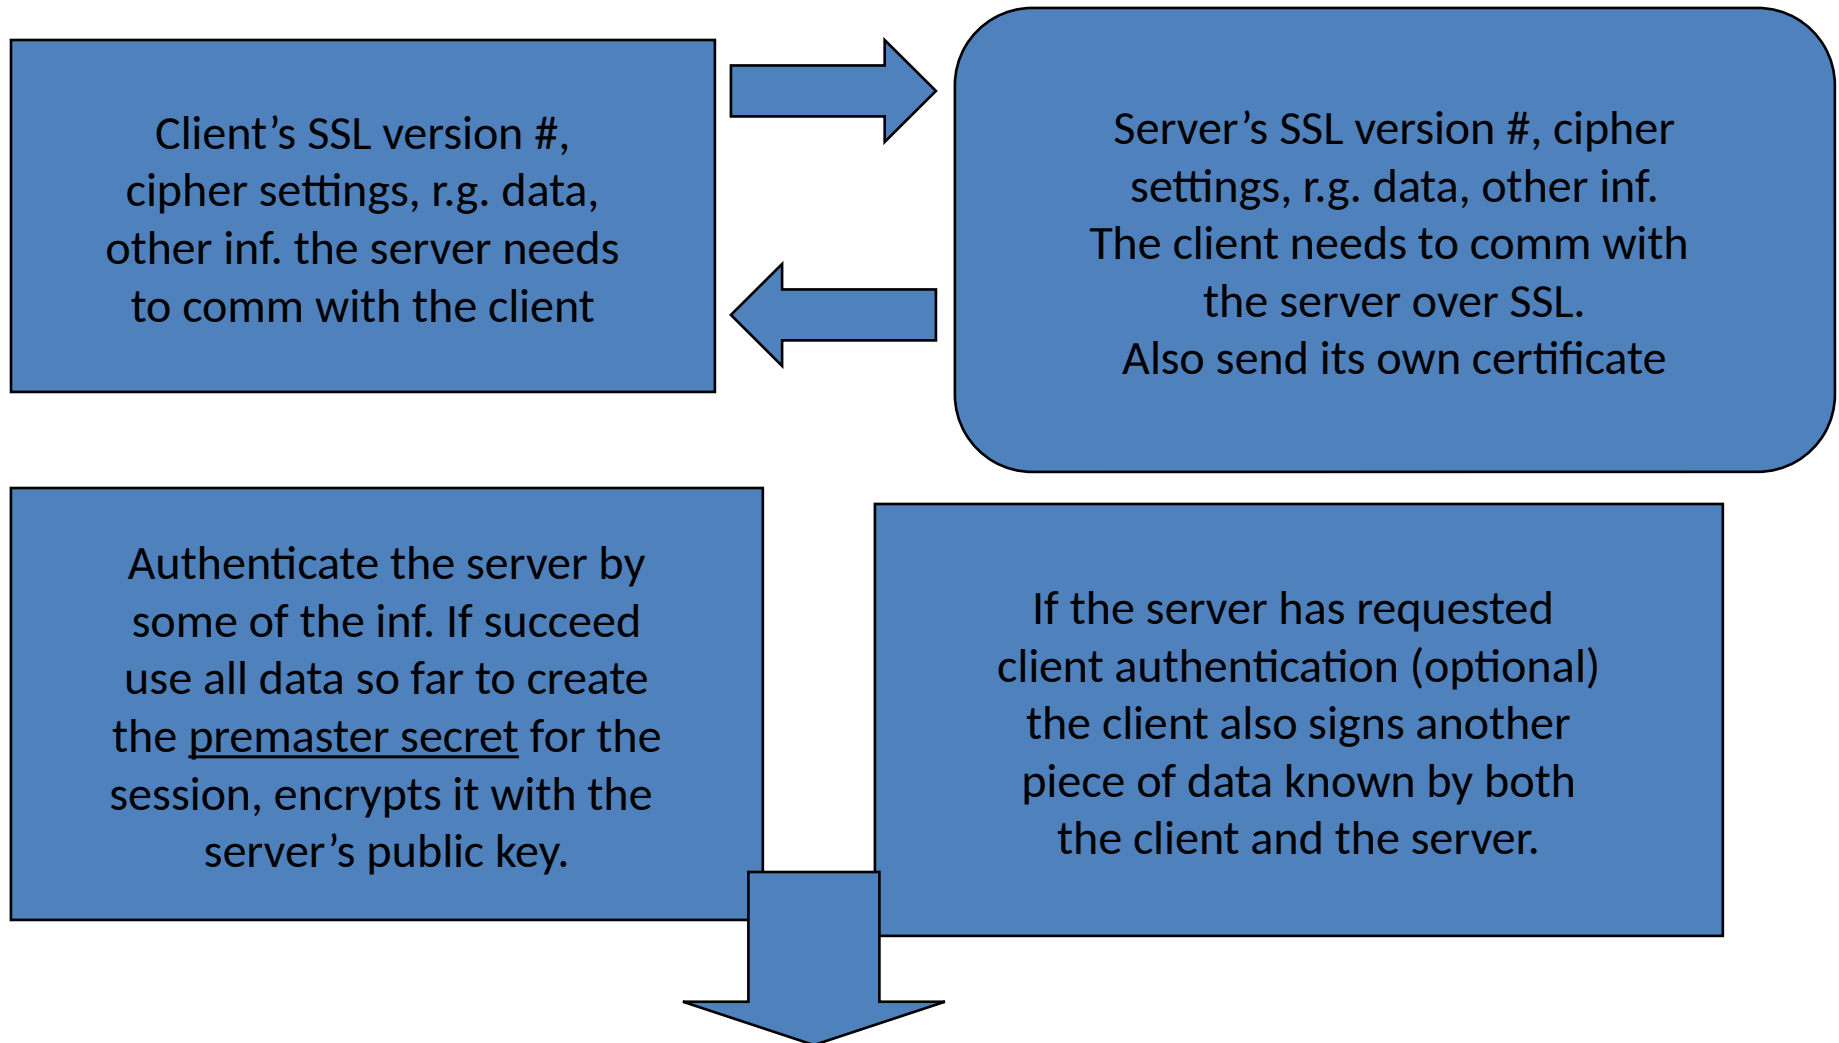 Client’s SSL version #,
cipher settings, r.g. data,
other inf. the server needs
to comm with the client
Server’s SSL version #, cipher
settings, r.g. data, other inf.
The client needs to comm with
the server over SSL.
Also send its own certificate
Authenticate the server by
some of the inf. If succeed
use all data so far to create
the premaster secret for the
session, encrypts it with the
server’s public key.
If the server has requested
client authentication (optional)
the client also signs another
piece of data known by both
the client and the server.